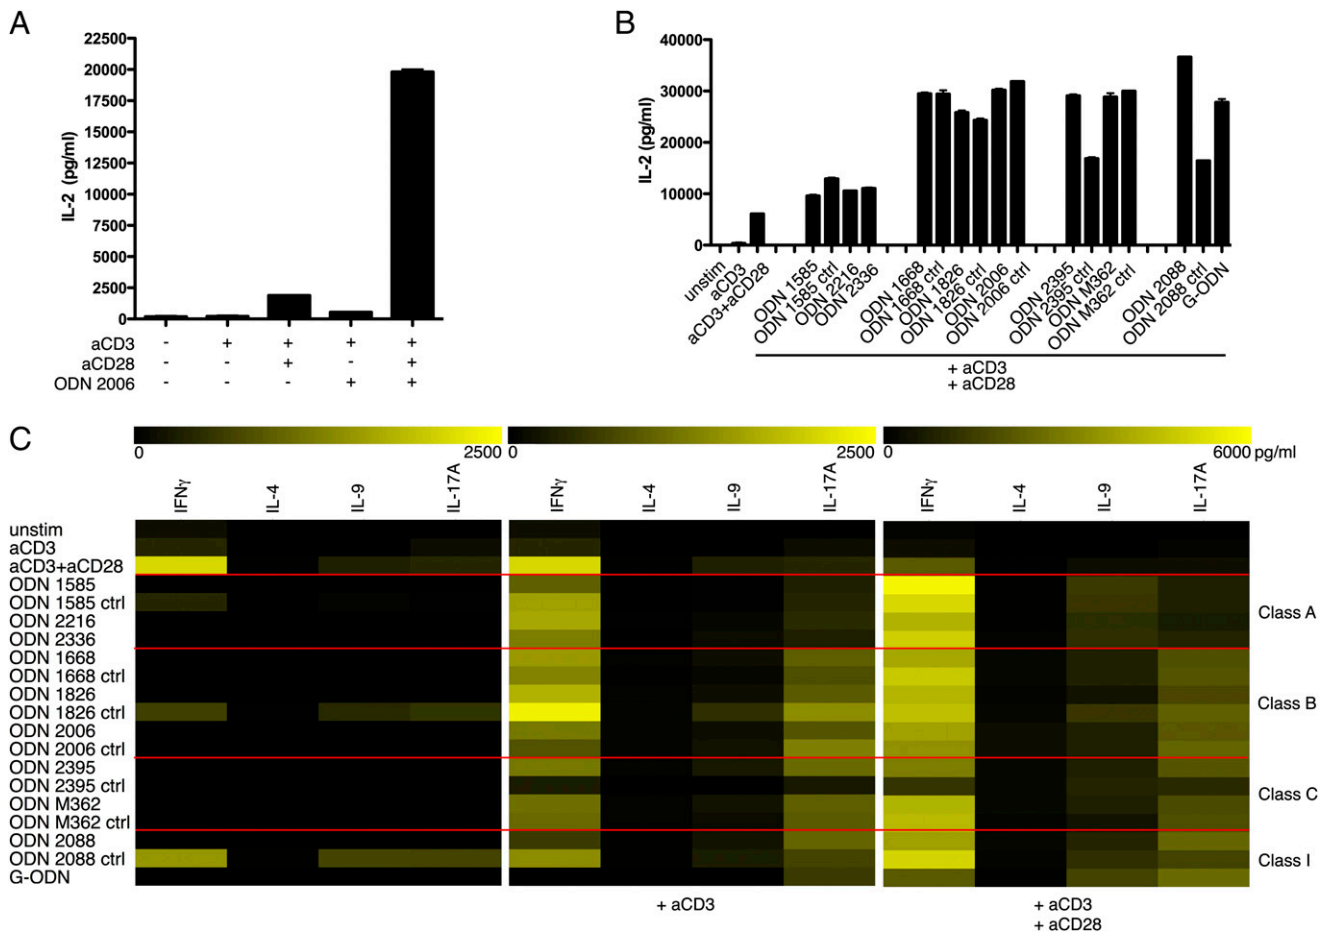 A
22500
20000
17500
15000
12500
10000
7500
5000
2500
0
IL-2 (pg/ml)
aCD3 - + + + +
aCD28 - - + - +
ODN 2006 - - - + +
B
40000
30000
20000
10000
0
IL-2 (pg/ml)
unstim
aCD3
aCD3+aCD28
ODN 1585
ODN 1585 ctrl
ODN 2216
ODN 2336
ODN 1668
ODN 1668 ctrl
ODN 1826
ODN 1826 ctrl
ODN 2006
ODN 2006 ctrl
ODN 2395
ODN 2395 ctrl
ODN M362
ODN M362 ctrl
ODN 2088
ODN 2088 ctrl
G-ODN
+ aCD3
+ aCD28
C
0 2500 0 2500 0 6000 pg/ml
IFNγ IL-4 IL-9 IL-17A IFNγ IL-4 IL-9 IL-17A IFNγ IL-4 IL-9 IL-17A
unstim
aCD3
aCD3+aCD28
ODN 1585
ODN 1585 ctrl
ODN 2216
ODN 2336
ODN 1668
ODN 1668 ctrl
ODN 1826
ODN 1826 ctrl
ODN 2006
ODN 2006 ctrl
ODN 2395
ODN 2395 ctrl
ODN M362
ODN M362 ctrl
ODN 2088
ODN 2088 ctrl
G-ODN
Class A
Class B
Class C
Class I
+ aCD3
+ aCD3
+ aCD28